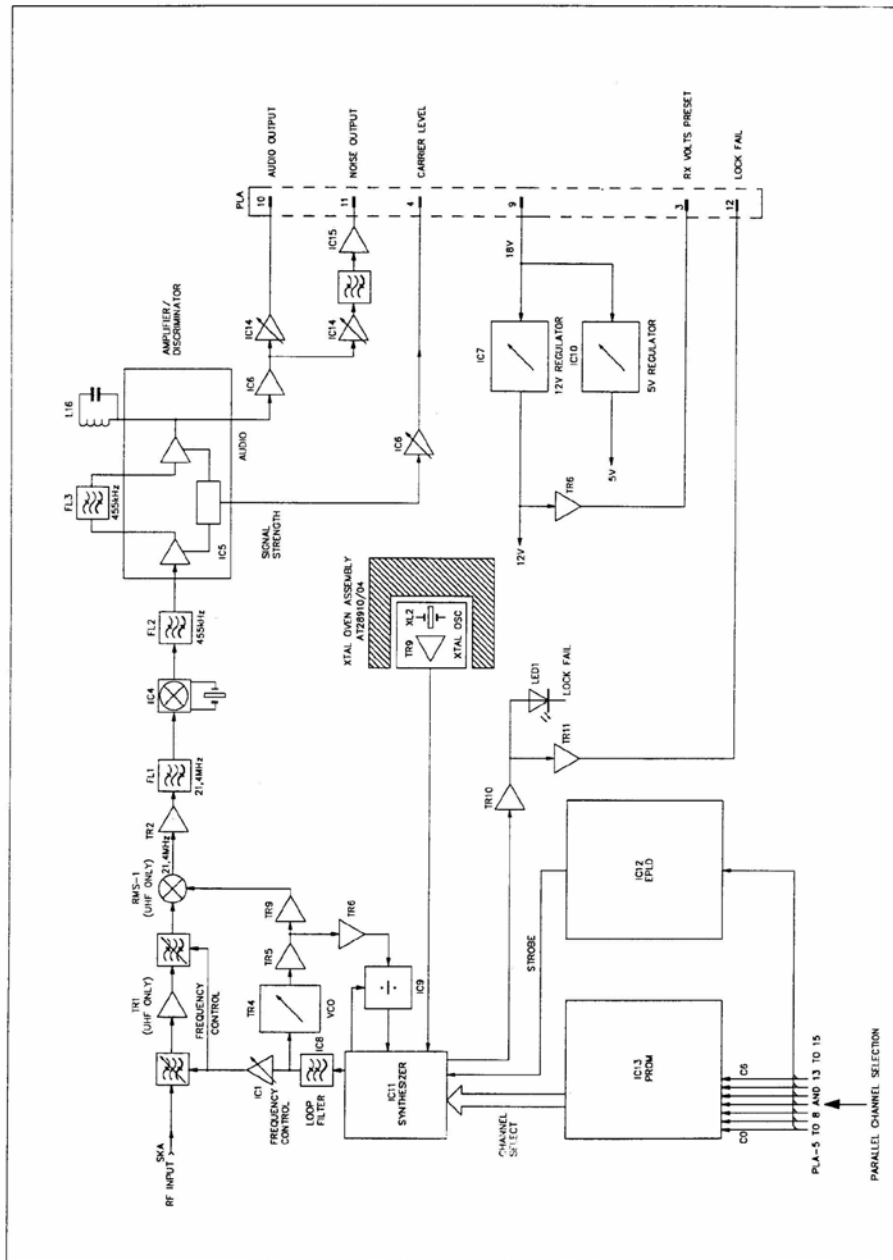 SKA
RF INPUT
TR1
(UHF ONLY)
FREQUENCY
CONTROL
RMS-1
(UHF ONLY)
21,4MHz
TR2
FL1
21,4MHz
IC4
FL2
455kHz
FL3
455kHz
L16
AMPLIFIER/
DISCRIMINATOR
IC5
AUDIO
SIGNAL
STRENGTH
IC6
IC14
IC14
IC15
PLA
10
AUDIO OUTPUT
11
NOISE OUTPUT
IC6
4
CARRIER LEVEL
IC1
FREQUENCY
CONTROL
TR4
VCO
TR5
TR9
TR6
IC8
LOOP
FILTER
÷
IC9
IC11
SYNTHESIZER
XTAL OVEN ASSEMBLY
AT28910/04
TR9
XL2
XTAL OSC
9
18V
IC7
12V REGULATOR
IC10
5V REGULATOR
12V
5V
TR6
3
RX VOLTS PRESET
TR10
LED1
LOCK FAIL
TR11
12
LOCK FAIL
CHANNEL
SELECT
STROBE
IC13
PROM
IC12
EPLD
C0
C6
PLA-5 TO 8 AND 13 TO 15
PARALLEL CHANNEL SELECTION